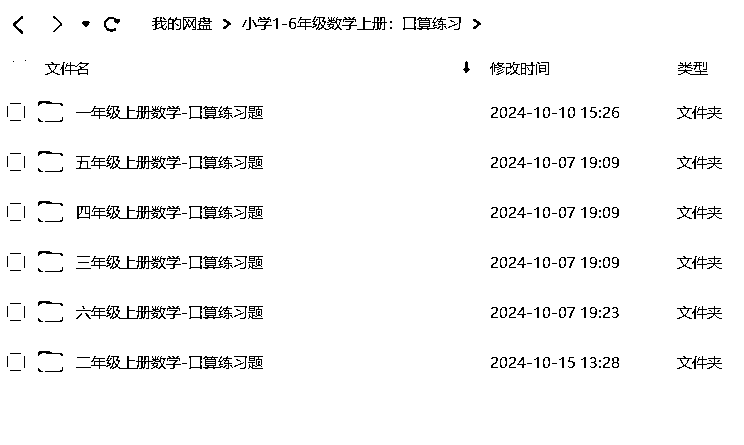 我的网盘 > 小学1-6年级数学上册：口算练习 >
文件名 修改时间 类型
一年级上册数学-口算练习题 2024-10-10 15:26 文件夹
五年级上册数学-口算练习题 2024-10-07 19:09 文件夹
四年级上册数学-口算练习题 2024-10-07 19:09 文件夹
三年级上册数学-口算练习题 2024-10-07 19:09 文件夹
六年级上册数学-口算练习题 2024-10-07 19:23 文件夹
二年级上册数学-口算练习题 2024-10-15 13:28 文件夹